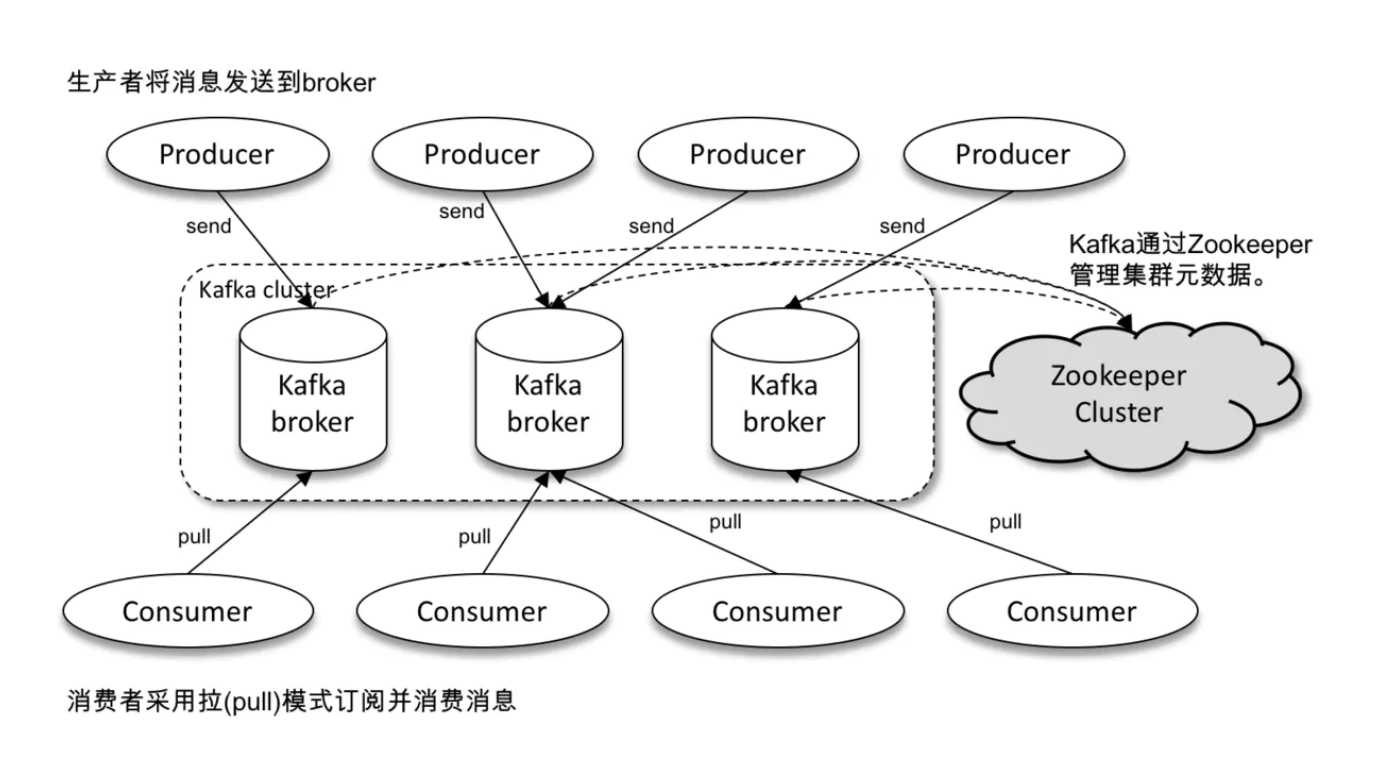 生产者将消息发送到broker
Producer
Producer
Producer
Producer
send
send
send
send
Kafka通过Zookeeper
管理集群元数据。
Kafka cluster
Kafka
broker
Kafka
broker
Kafka
broker
Zookeeper
Cluster
pull
pull
pull
pull
Consumer
Consumer
Consumer
Consumer
消费者采用拉(pull)模式订阅并消费消息